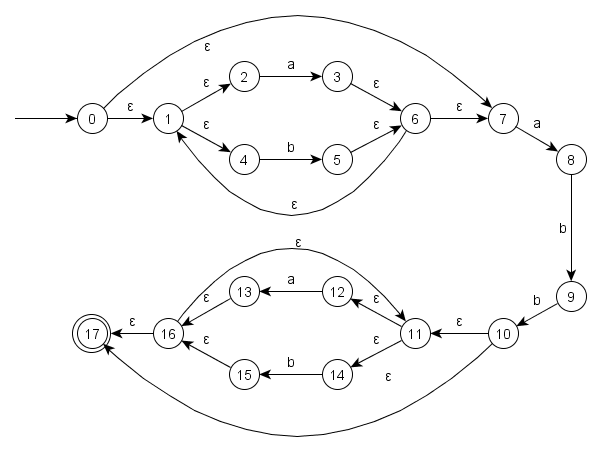 ε
2 a 3
ε ε
0 ε 1 6 ε 7 a
ε ε
4 b 5 8
ε
b
ε
13 a 12 9
ε ε b
17 ε 16 11 ε 10
ε ε
15 b 14 ε